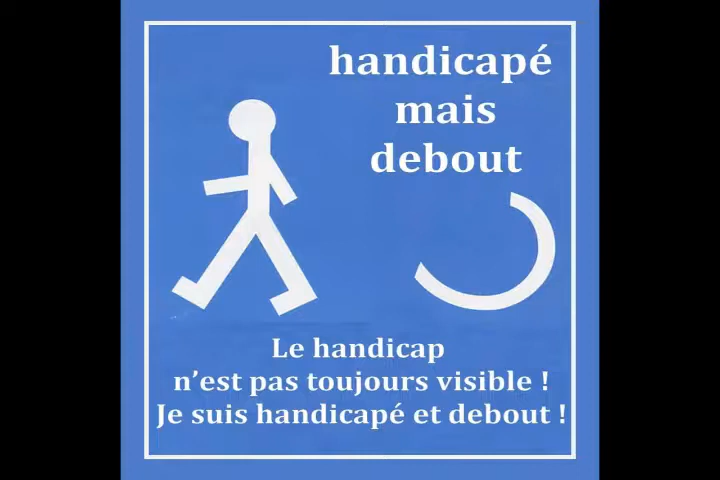 handicapé
mais
debout
Le handicap
n’est pas toujours visible !
Je suis handicapé et debout !